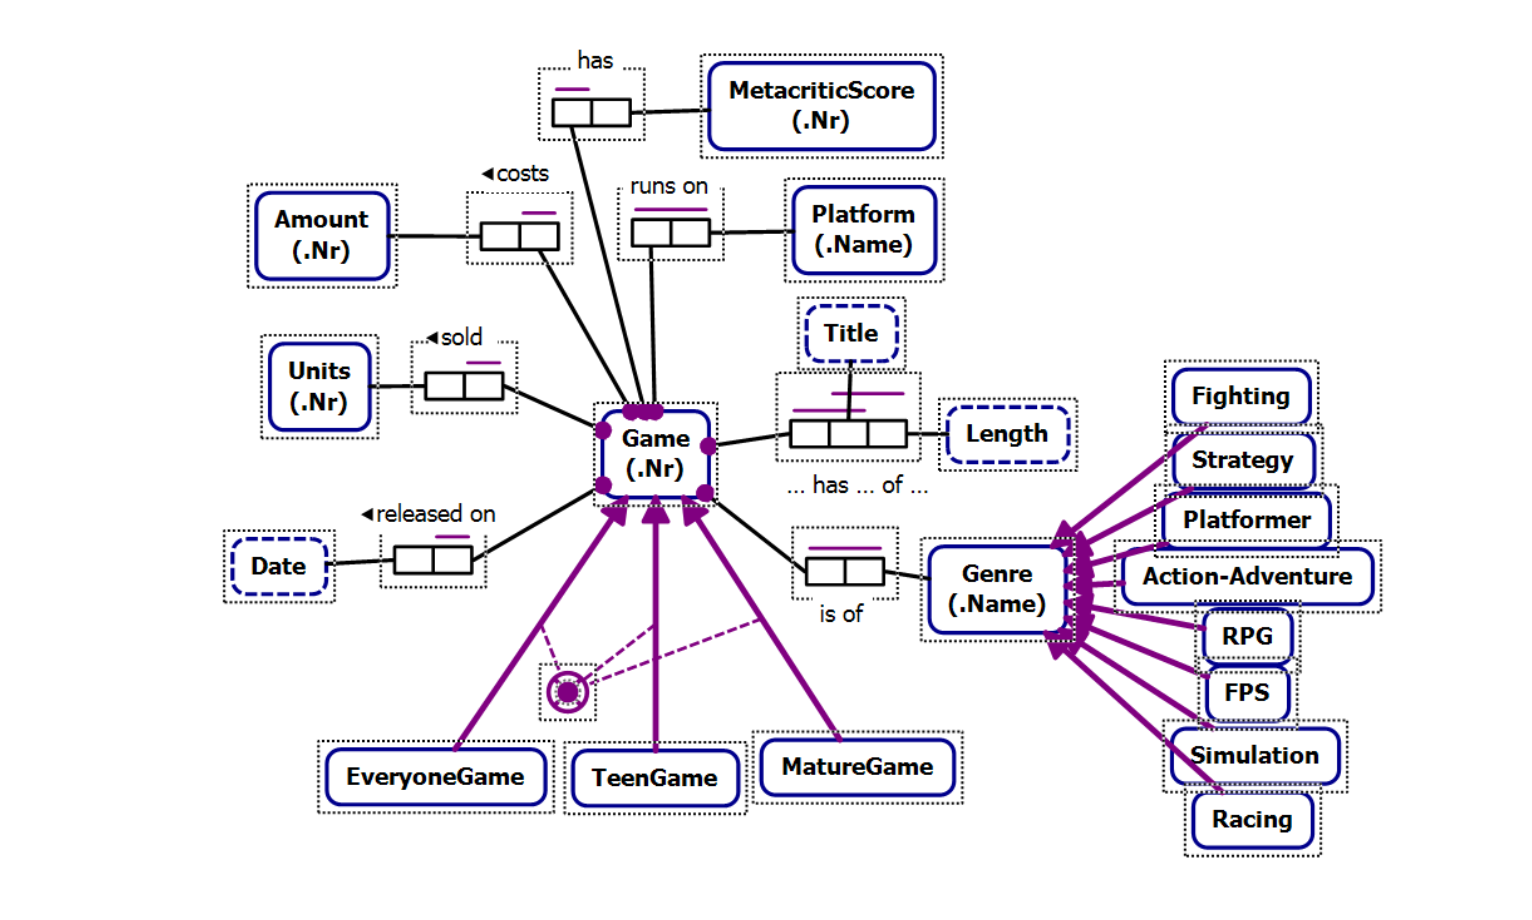 has
MetacriticScore
(.Nr)
◄costs
runs on
Amount
(.Nr)
Platform
(.Name)
Title
◄sold
Units
(.Nr)
Game
(.Nr)
Length
... has ... of ...
Fighting
Strategy
Platformer
Action-Adventure
RPG
FPS
Simulation
Racing
◄released on
Date
Genre
(.Name)
is of
EveryoneGame
TeenGame
MatureGame